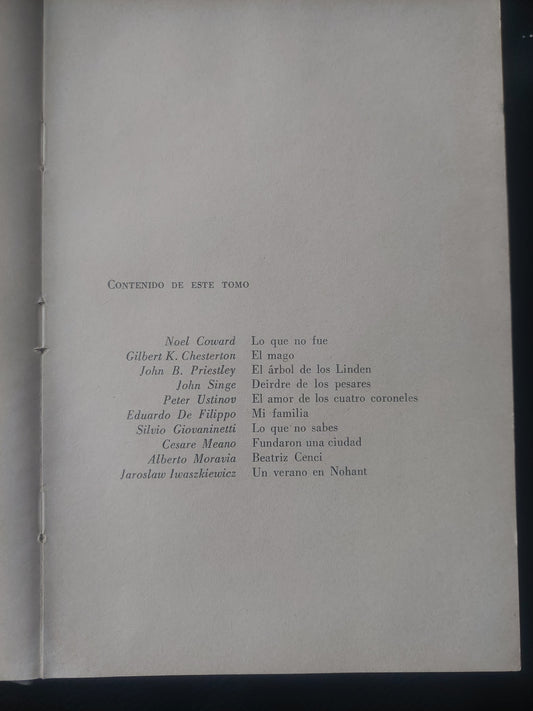 CONTENIDO DE ESTE TOMO
Noel Coward Lo que no fue
Gilbert K. Chesterton El mago
John B. Priestley El árbol de los Linden
John Singe Deirdre de los pesares
Peter Ustinov El amor de los cuatro coroneles
Eduardo De Filippo Mi familia
Silvio Giovaninetti Lo que no sabes
Cesare Meano Fundaron una ciudad
Alberto Moravia Beatriz Cenci
Jaroslaw Iwaszkiewicz Un verano en Nohant